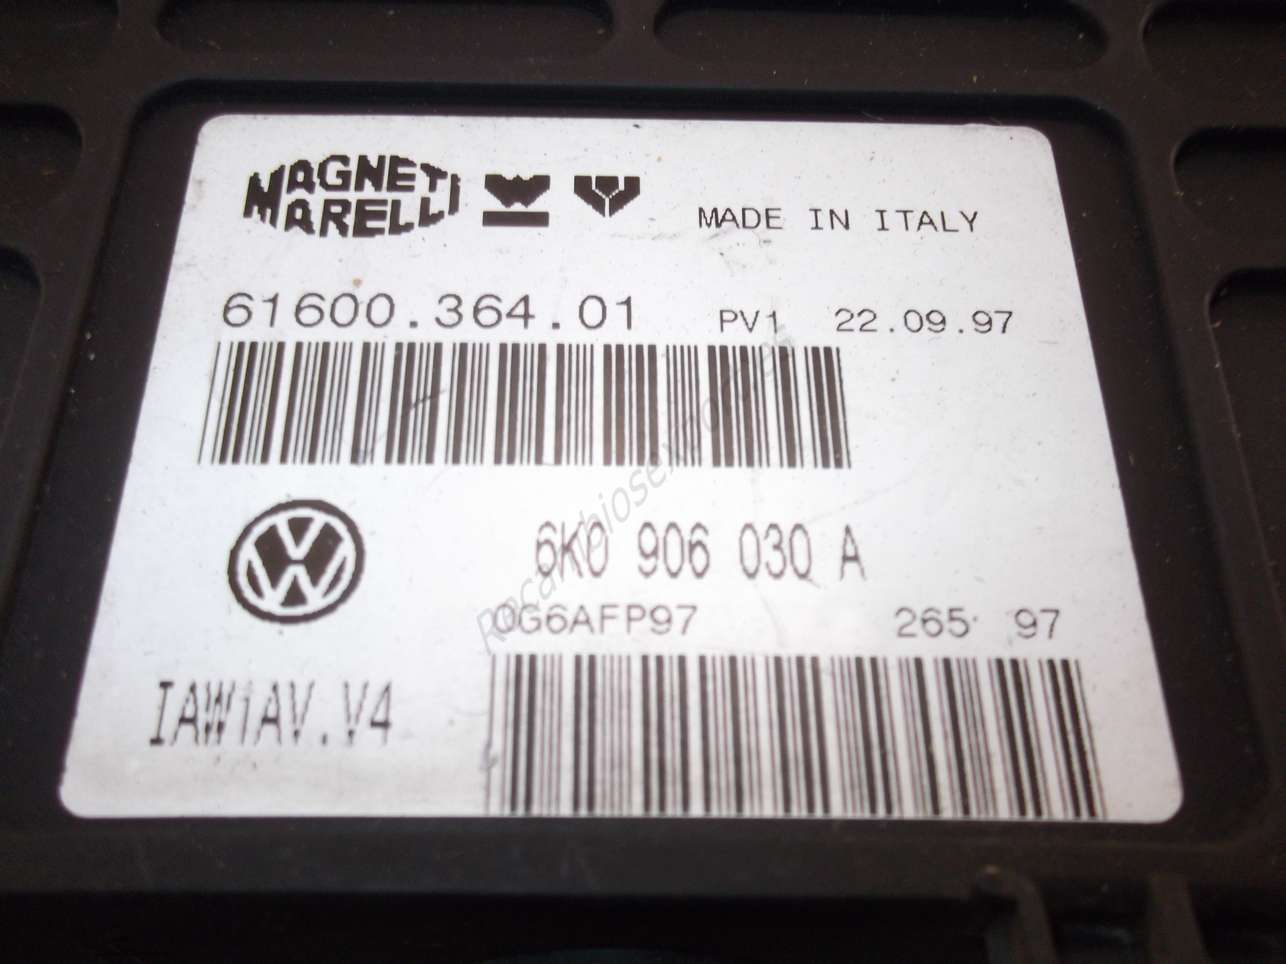 MAGNETI
MARELLI
MADE IN ITALY
61600.364.01 PV1 22.09.97
6K0 906 030 A
0G6AFP97 265 97
IAW1AV.V4